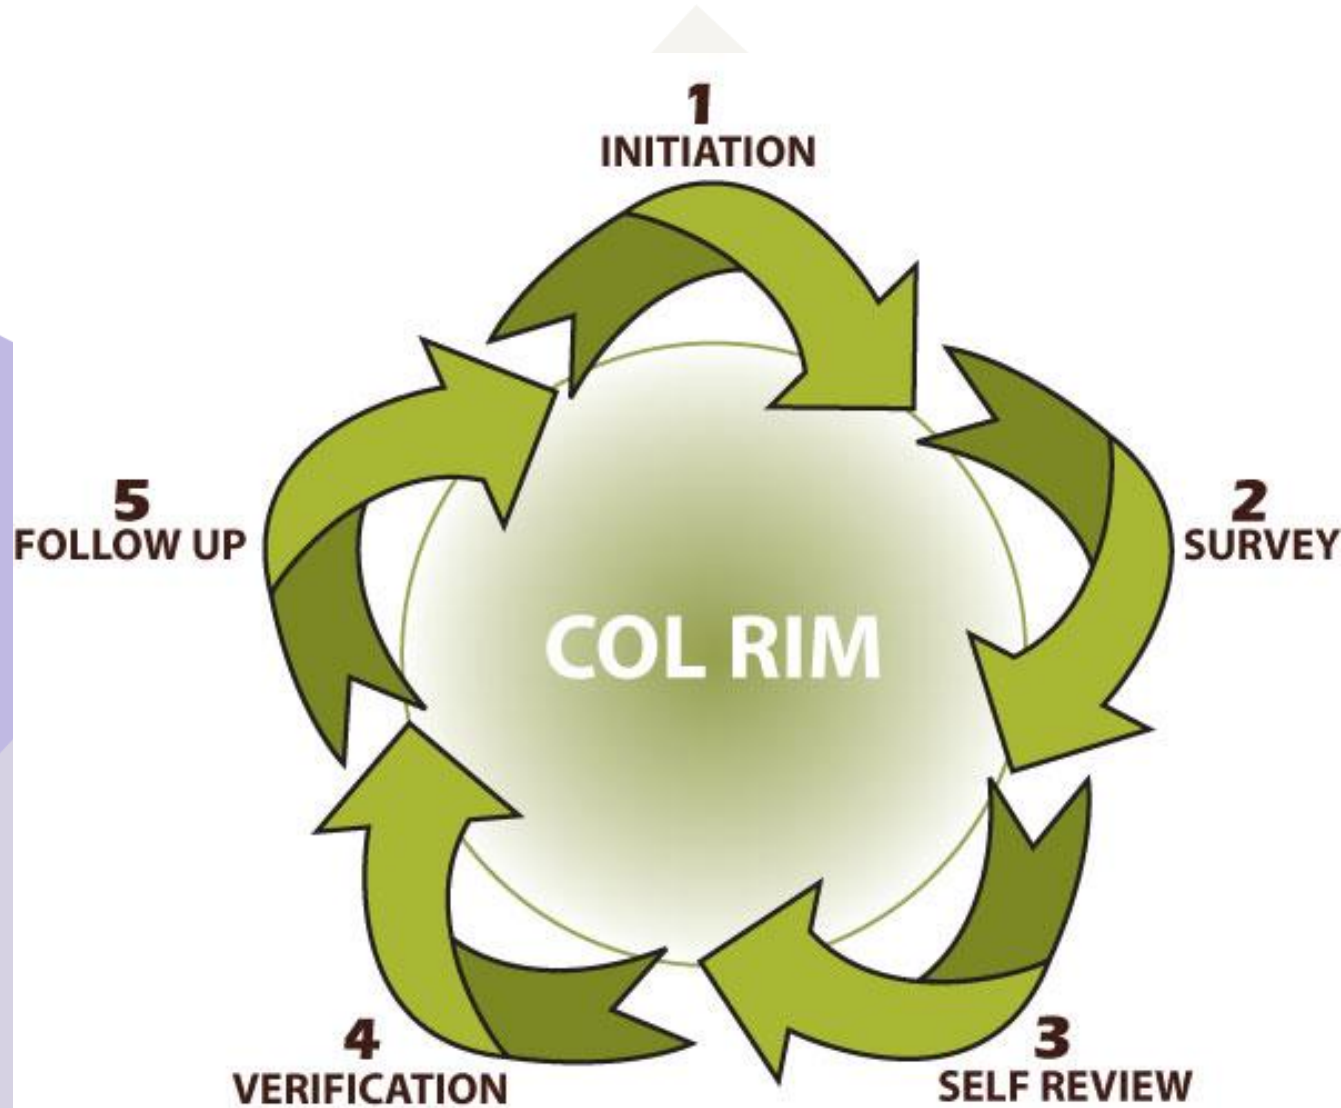 1
INITIATION
2
SURVEY
3
SELF REVIEW
4
VERIFICATION
5
FOLLOW UP
COL RIM